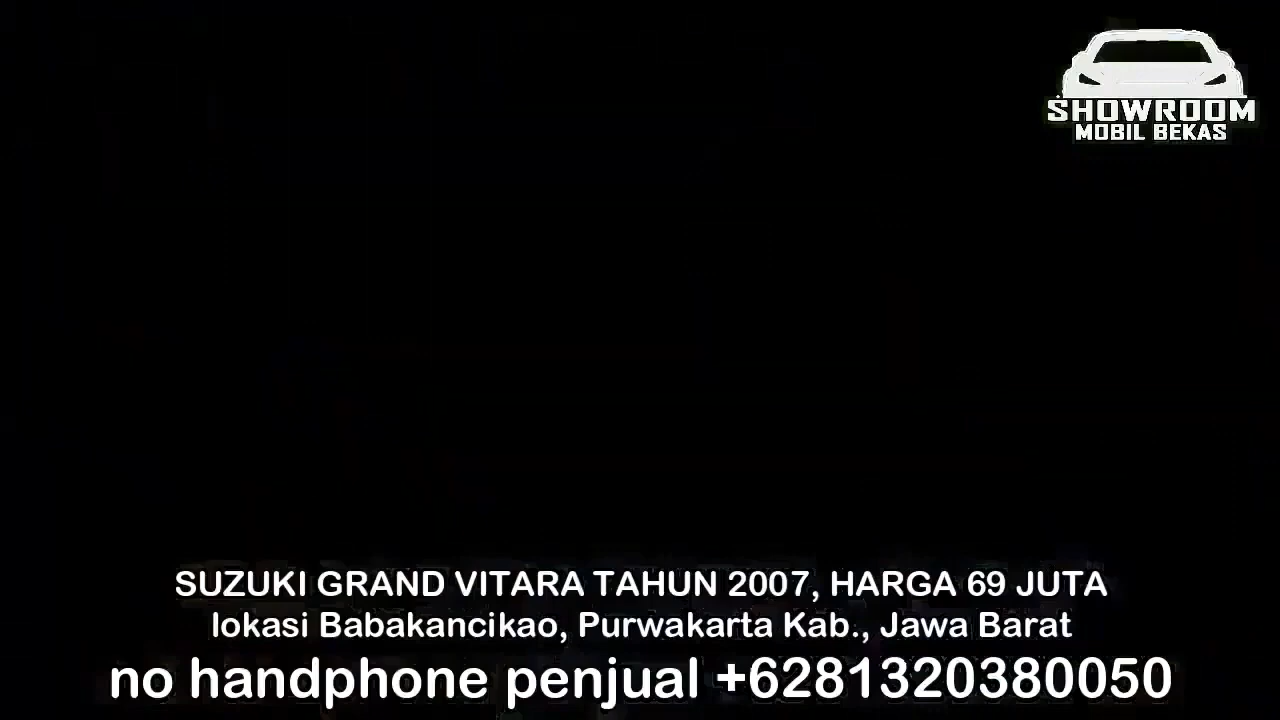 SHOWROOM
MOBIL BEKAS
SUZUKI GRAND VITARA TAHUN 2007, HARGA 69 JUTA
lokasi Babakancikao, Purwakarta Kab., Jawa Barat
no handphone penjual +6281320380050